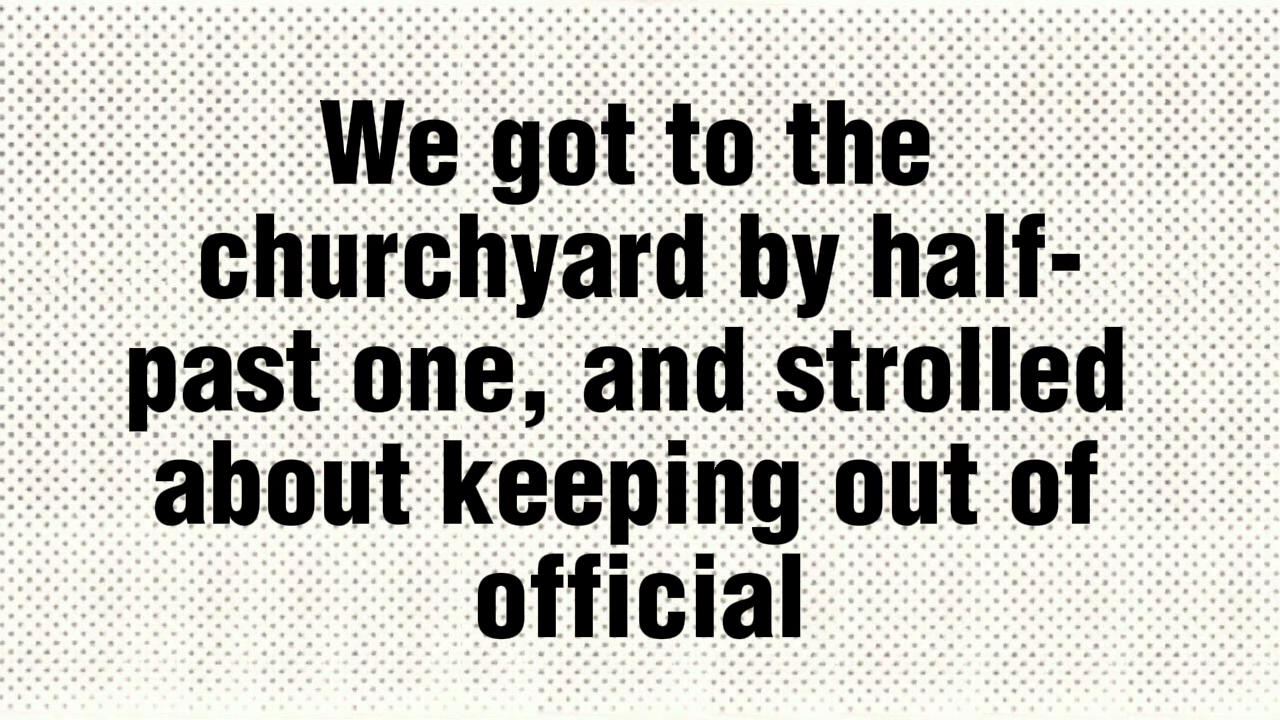 We got to the
churchyard by half-
past one, and strolled
about keeping out of
official